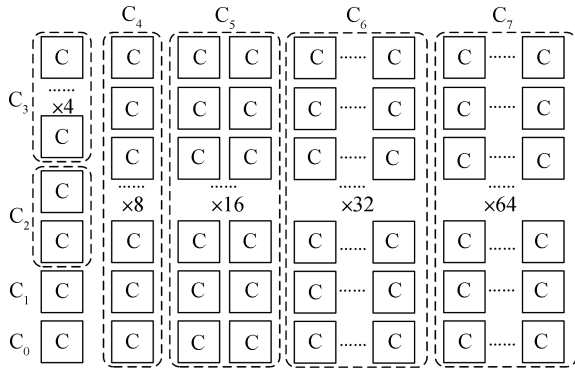 C₄ C₅ C₆ C₇
C C C C C ...... C C ...... C
......
C₃ ×4 C C C C ...... C C ...... C
C C C C C ...... C C ...... C
C ...... ...... ...... ......
C₂ ×8 ×16 ×32 ×64
C C C C C ...... C C ...... C
C₁ C C C C C ...... C C ...... C
C₀ C C C C C ...... C C ...... C